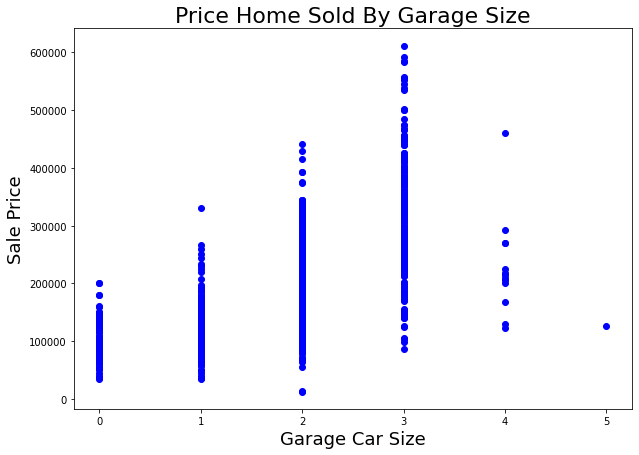 Price Home Sold By Garage Size
600000
500000
400000
300000
200000
100000
0
Sale Price
0 1 2 3 4 5
Garage Car Size